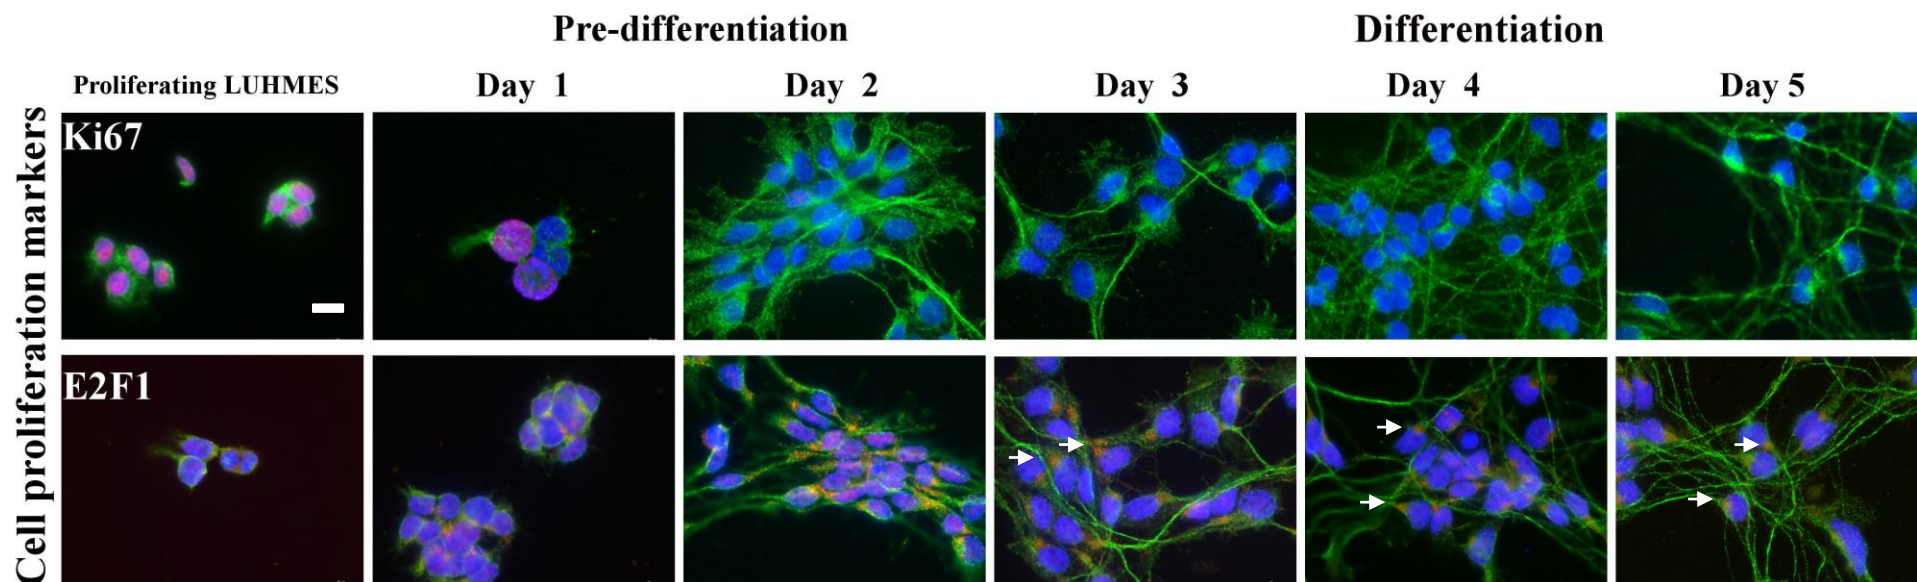 Pre-differentiation
Differentiation
Proliferating LUHMES
Day 1
Day 2
Day 3
Day 4
Day 5
Cell proliferation markers
Ki67
E2F1